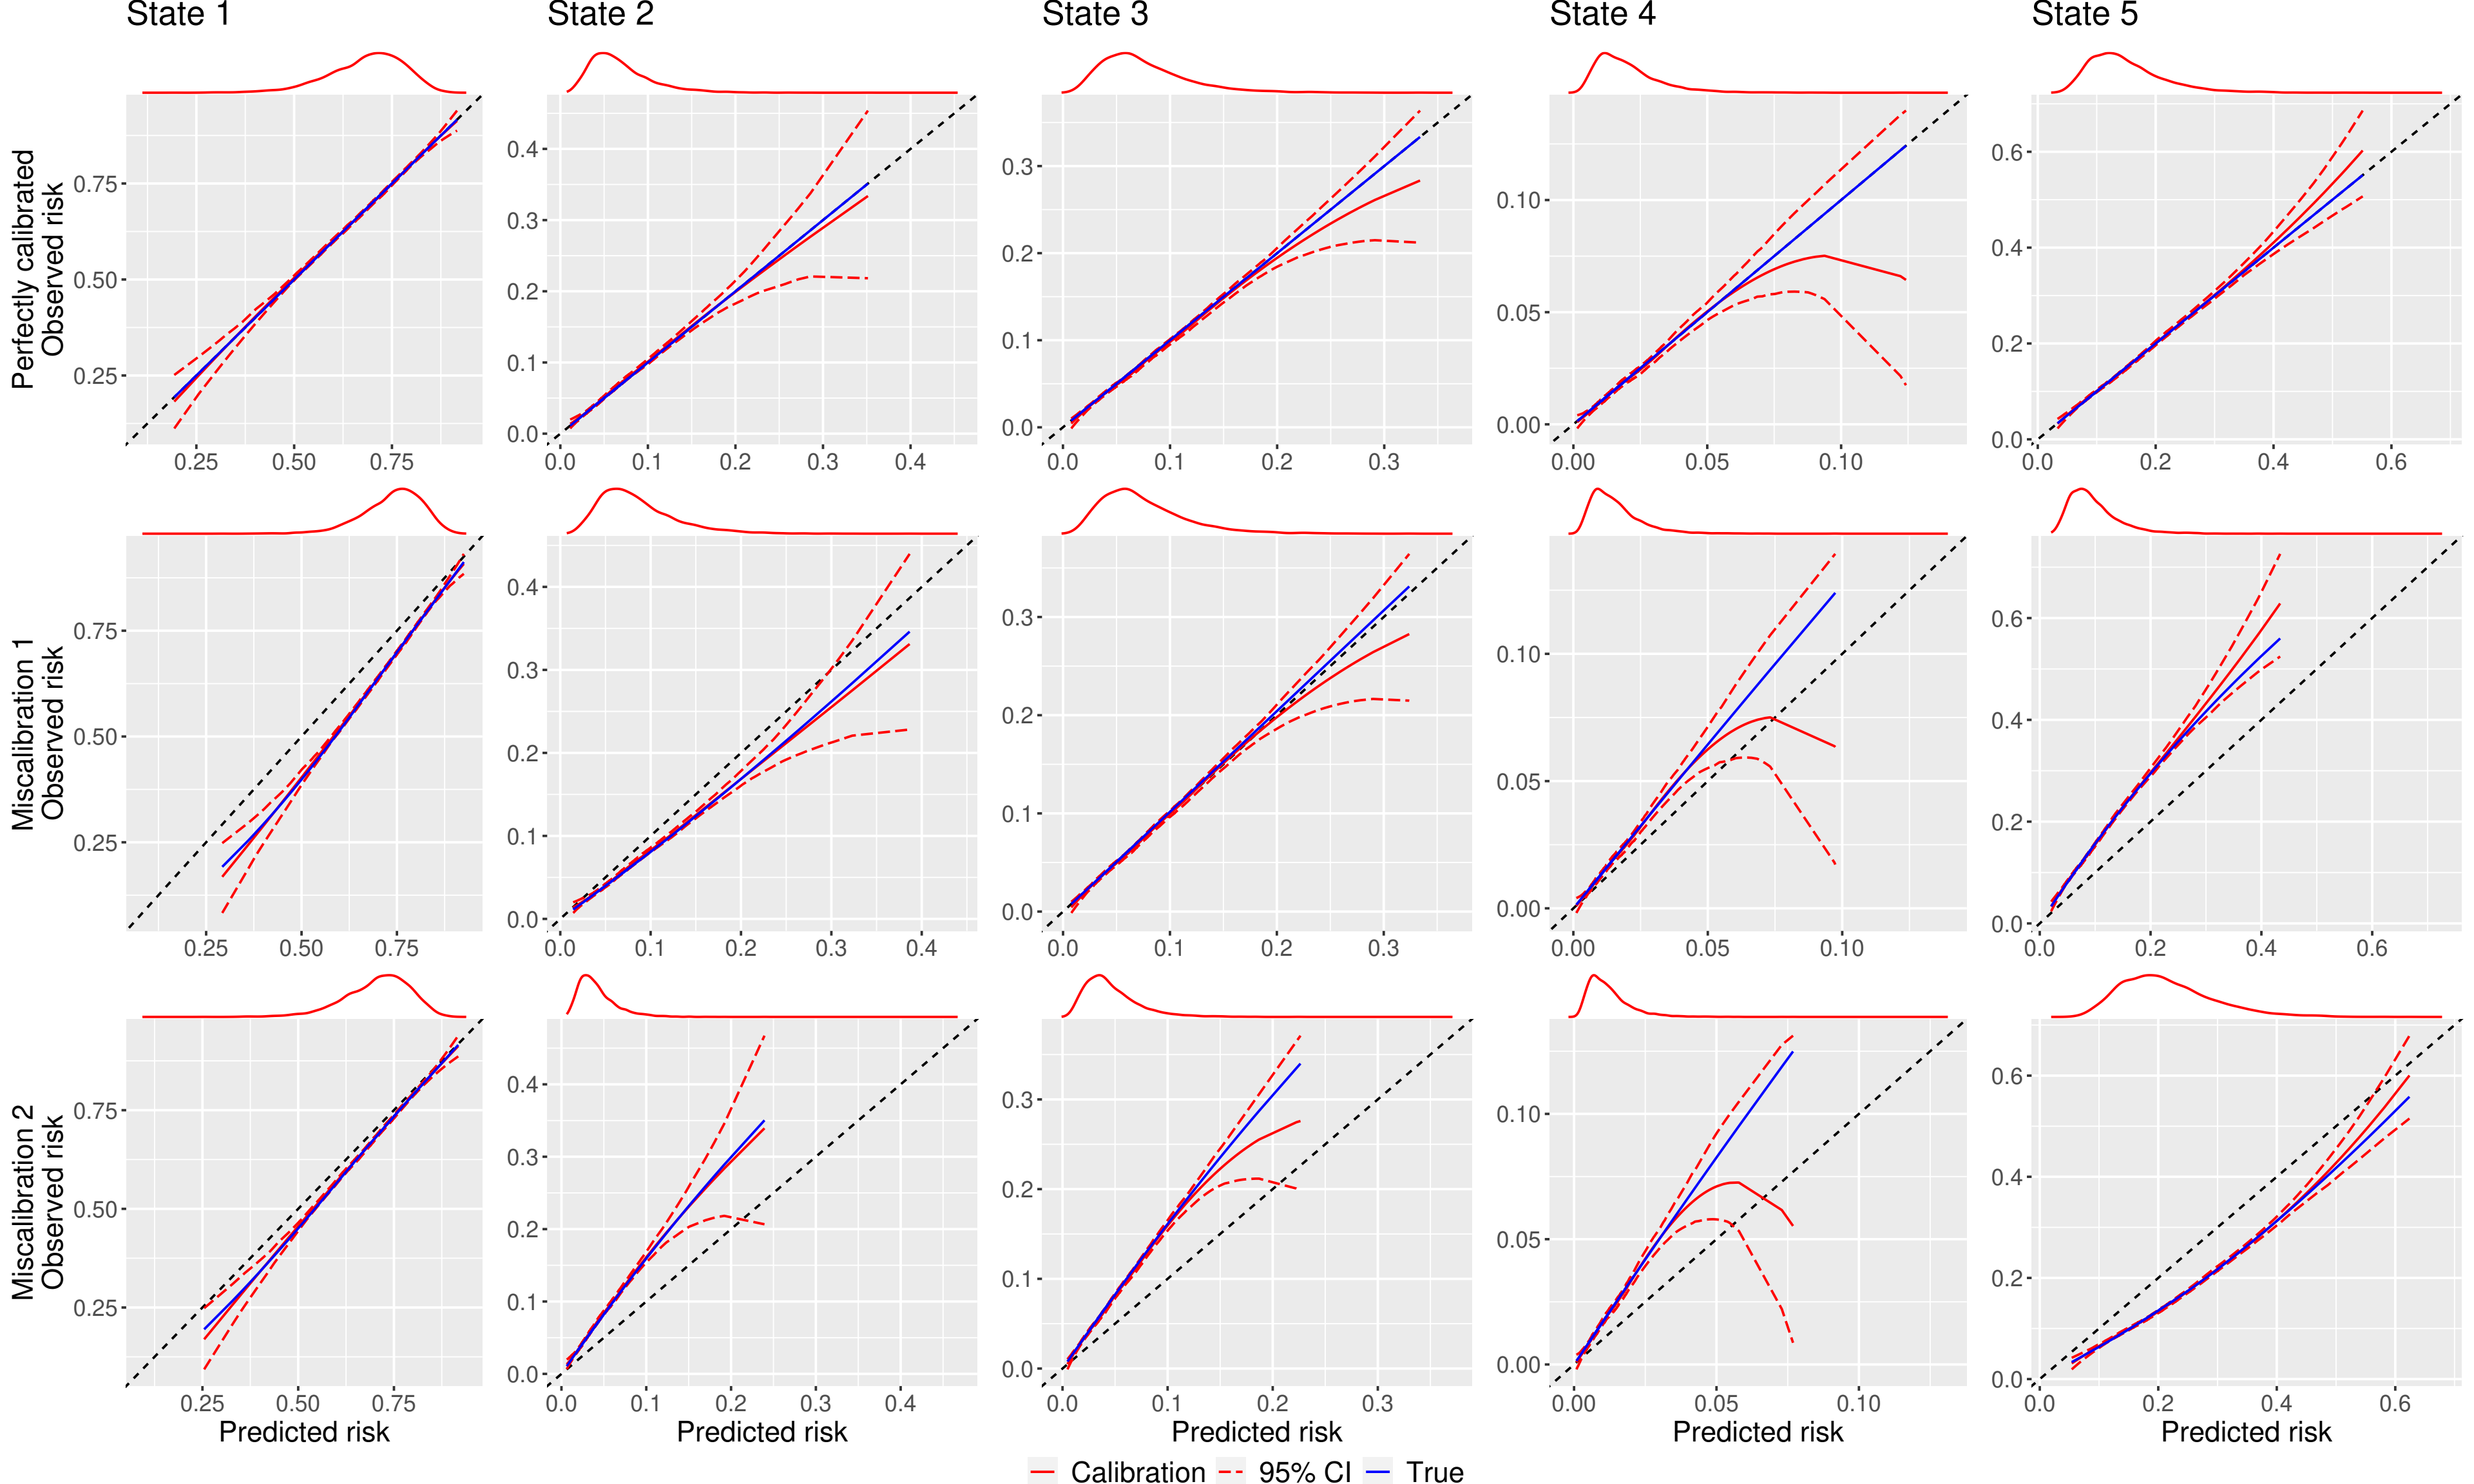 State 1
State 2
State 3
State 4
State 5
Perfectly calibrated
Observed risk
0.75
0.50
0.25
0.25 0.50 0.75
0.4
0.3
0.2
0.1
0.0
0.0 0.1 0.2 0.3 0.4
0.3
0.2
0.1
0.0
0.0 0.1 0.2 0.3
0.10
0.05
0.00
0.00 0.05 0.10
0.6
0.4
0.2
0.0
0.0 0.2 0.4 0.6
Miscalibration 1
Observed risk
0.75
0.50
0.25
0.25 0.50 0.75
0.4
0.3
0.2
0.1
0.0
0.0 0.1 0.2 0.3 0.4
0.3
0.2
0.1
0.0
0.0 0.1 0.2 0.3
0.10
0.05
0.00
0.00 0.05 0.10
0.6
0.4
0.2
0.0
0.0 0.2 0.4 0.6
Miscalibration 2
Observed risk
0.75
0.50
0.25
0.25 0.50 0.75
Predicted risk
0.4
0.3
0.2
0.1
0.0
0.0 0.1 0.2 0.3 0.4
Predicted risk
0.3
0.2
0.1
0.0
0.0 0.1 0.2 0.3
Predicted risk
0.10
0.05
0.00
0.00 0.05 0.10
Predicted risk
0.6
0.4
0.2
0.0
0.0 0.2 0.4 0.6
Predicted risk
Calibration 95% CI True